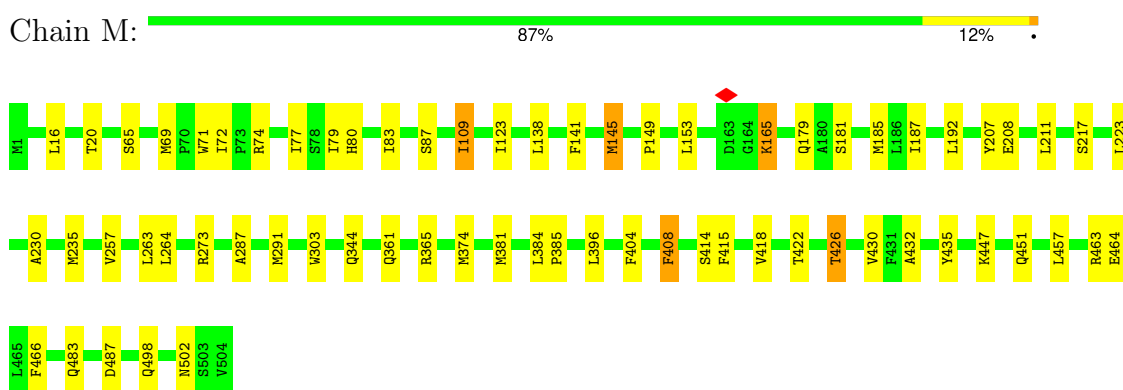 Chain M:
87% 12% •
M1 L16 T20 S65 M69 P70 W71 I72 P73 R74 I77 S78 I79 H80 I83 S87 I109 I123 L138 F141 M145 P149 L153 D163 G164 K165 Q179 A180 S181 M185 L186 I187 L192 Y207 E208 L211 S217 L223
A230 M235 V257 L263 L264 R273 A287 M291 W303 Q344 Q361 R365 M374 M381 L384 P385 L396 F404 F408 S414 F415 V418 T422 T426 V430 F431 A432 Y435 K447 Q451 L457 R463 E464
L465 F466 Q483 D487 Q498 N502 S503 V504